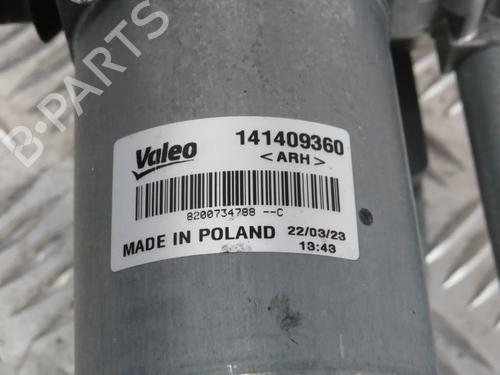 B-PARTS
Valeo
141409360
< ARH >
8200734788 --C
MADE IN POLAND
22/03/23
13:43